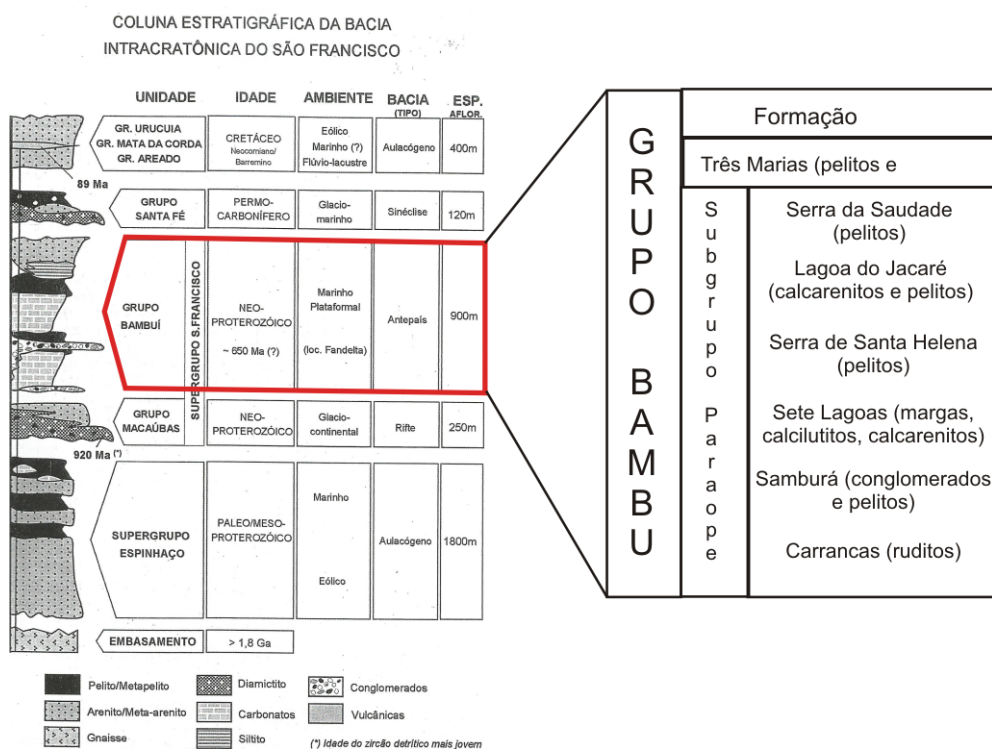 COLUNA ESTRATIGRÁFICA DA BACIA
INTRACRATÔNICA DO SÃO FRANCISCO
UNIDADE IDADE AMBIENTE BACIA (TIPO) ESP. AFLOR.
GR. URUCUIA
GR. MATA DA CORDA
GR. AREADO
CRETÁCEO
Neocomiano/
Barremino
Eólico
Marinho (?)
Flúvio-lacustre
Aulacógeno
400m
89 Ma
GRUPO
SANTA FÉ
PERMO-
CARBONÍFERO
Glacio-
marinho
Sinéclise
120m
GRUPO
BAMBUÍ
SUPERGRUPO S.FRANCISCO
NEO-
PROTEROZÓICO
~ 650 Ma (?)
Marinho
Plataformal
(loc. Fandelta)
Antepaís
900m
GRUPO
MACAÚBAS
NEO-
PROTEROZÓICO
Glacio-
continental
Rifte
250m
920 Ma (*)
SUPERGRUPO
ESPINHAÇO
PALEO/MESO-
PROTEROZÓICO
Marinho
Eólico
Aulacógeno
1800m
EMBASAMENTO
> 1,8 Ga
Pelito/Metapelito
Diamictito
Conglomerados
Arenito/Meta-arenito
Carbonatos
Vulcânicas
Gnaisse
Siltito
(*) Idade do zircão detrítico mais jovem
GRUPO BAMBU
Formação
Três Marias (pelitos e
Subgrupo Paraope
Serra da Saudade
(pelitos)
Lagoa do Jacaré
(calcarenitos e pelitos)
Serra de Santa Helena
(pelitos)
Sete Lagoas (margas,
calcilutitos, calcarenitos)
Samburá (conglomerados
e pelitos)
Carrancas (ruditos)